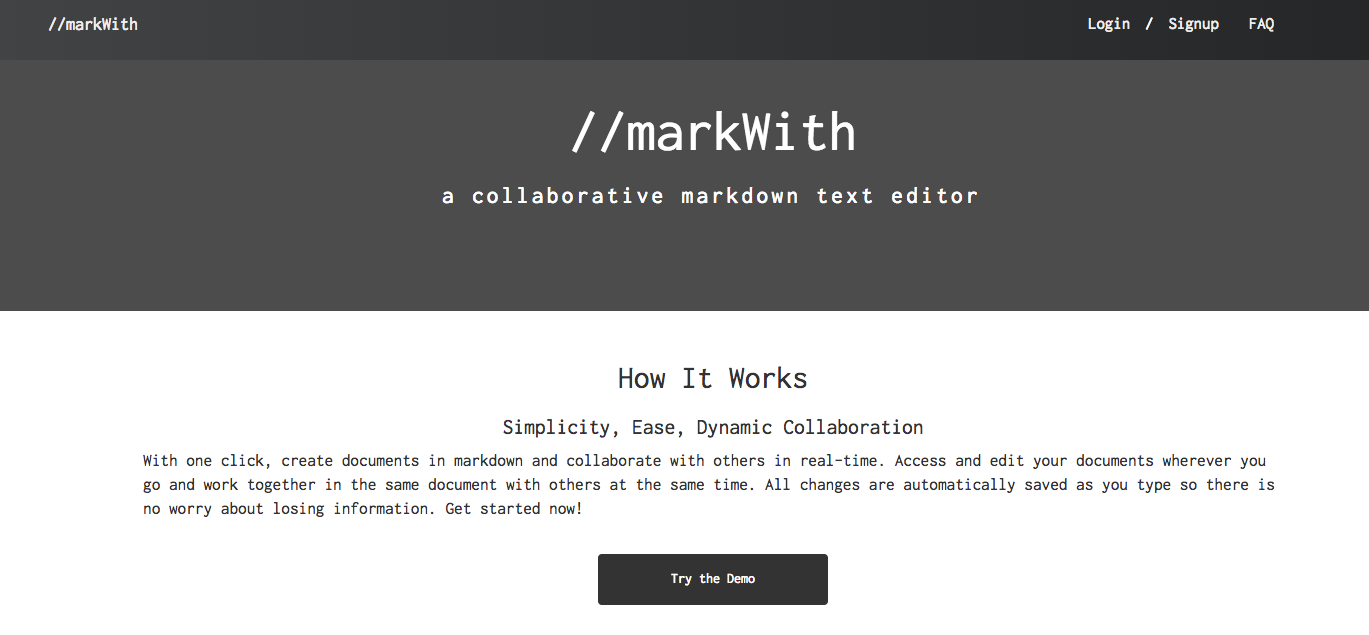 //markWith
Login / Signup FAQ
//markWith
a collaborative markdown text editor
How It Works
Simplicity, Ease, Dynamic Collaboration
With one click, create documents in markdown and collaborate with others in real-time. Access and edit your documents wherever you
go and work together in the same document with others at the same time. All changes are automatically saved as you type so there is
no worry about losing information. Get started now!
Try the Demo